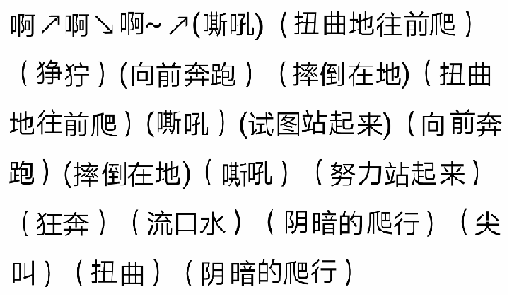 啊↗啊↘啊~↗(嘶吼)（扭曲地往前爬）
（狰狞）(向前奔跑）（摔倒在地)（扭曲
地往前爬）(嘶吼）(试图站起来)（向前奔
跑）(摔倒在地)（嘶吼）（努力站起来）
（狂奔）（流口水）（阴暗的爬行)（尖
叫)（扭曲）（阴暗的爬行）